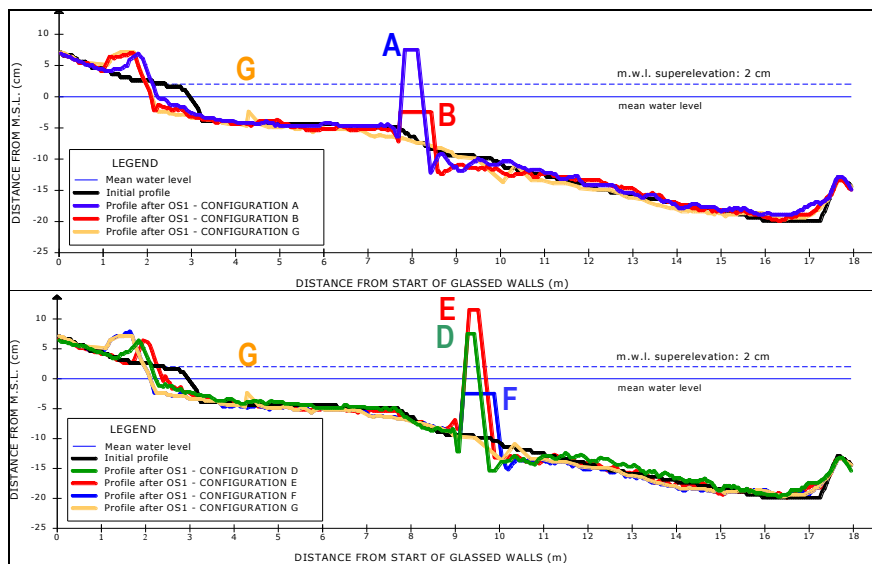 DISTANCE FROM M.S.L. (cm)
10
5
0
-5
-10
-15
-20
-25
A
G
B
m.w.l. superelevation: 2 cm
mean water level
LEGEND
Mean water level
Initial profile
Profile after OS1 - CONFIGURATION A
Profile after OS1 - CONFIGURATION B
Profile after OS1 - CONFIGURATION G
0 1 2 3 4 5 6 7 8 9 10 11 12 13 14 15 16 17 18
DISTANCE FROM START OF GLASSED WALLS (m)
DISTANCE FROM M.S.L. (cm)
10
5
0
-5
-10
-15
-20
-25
E
D
G
F
m.w.l. superelevation: 2 cm
mean water level
LEGEND
Mean water level
Initial profile
Profile after OS1 - CONFIGURATION D
Profile after OS1 - CONFIGURATION E
Profile after OS1 - CONFIGURATION F
Profile after OS1 - CONFIGURATION G
0 1 2 3 4 5 6 7 8 9 10 11 12 13 14 15 16 17 18
DISTANCE FROM START OF GLASSED WALLS (m)